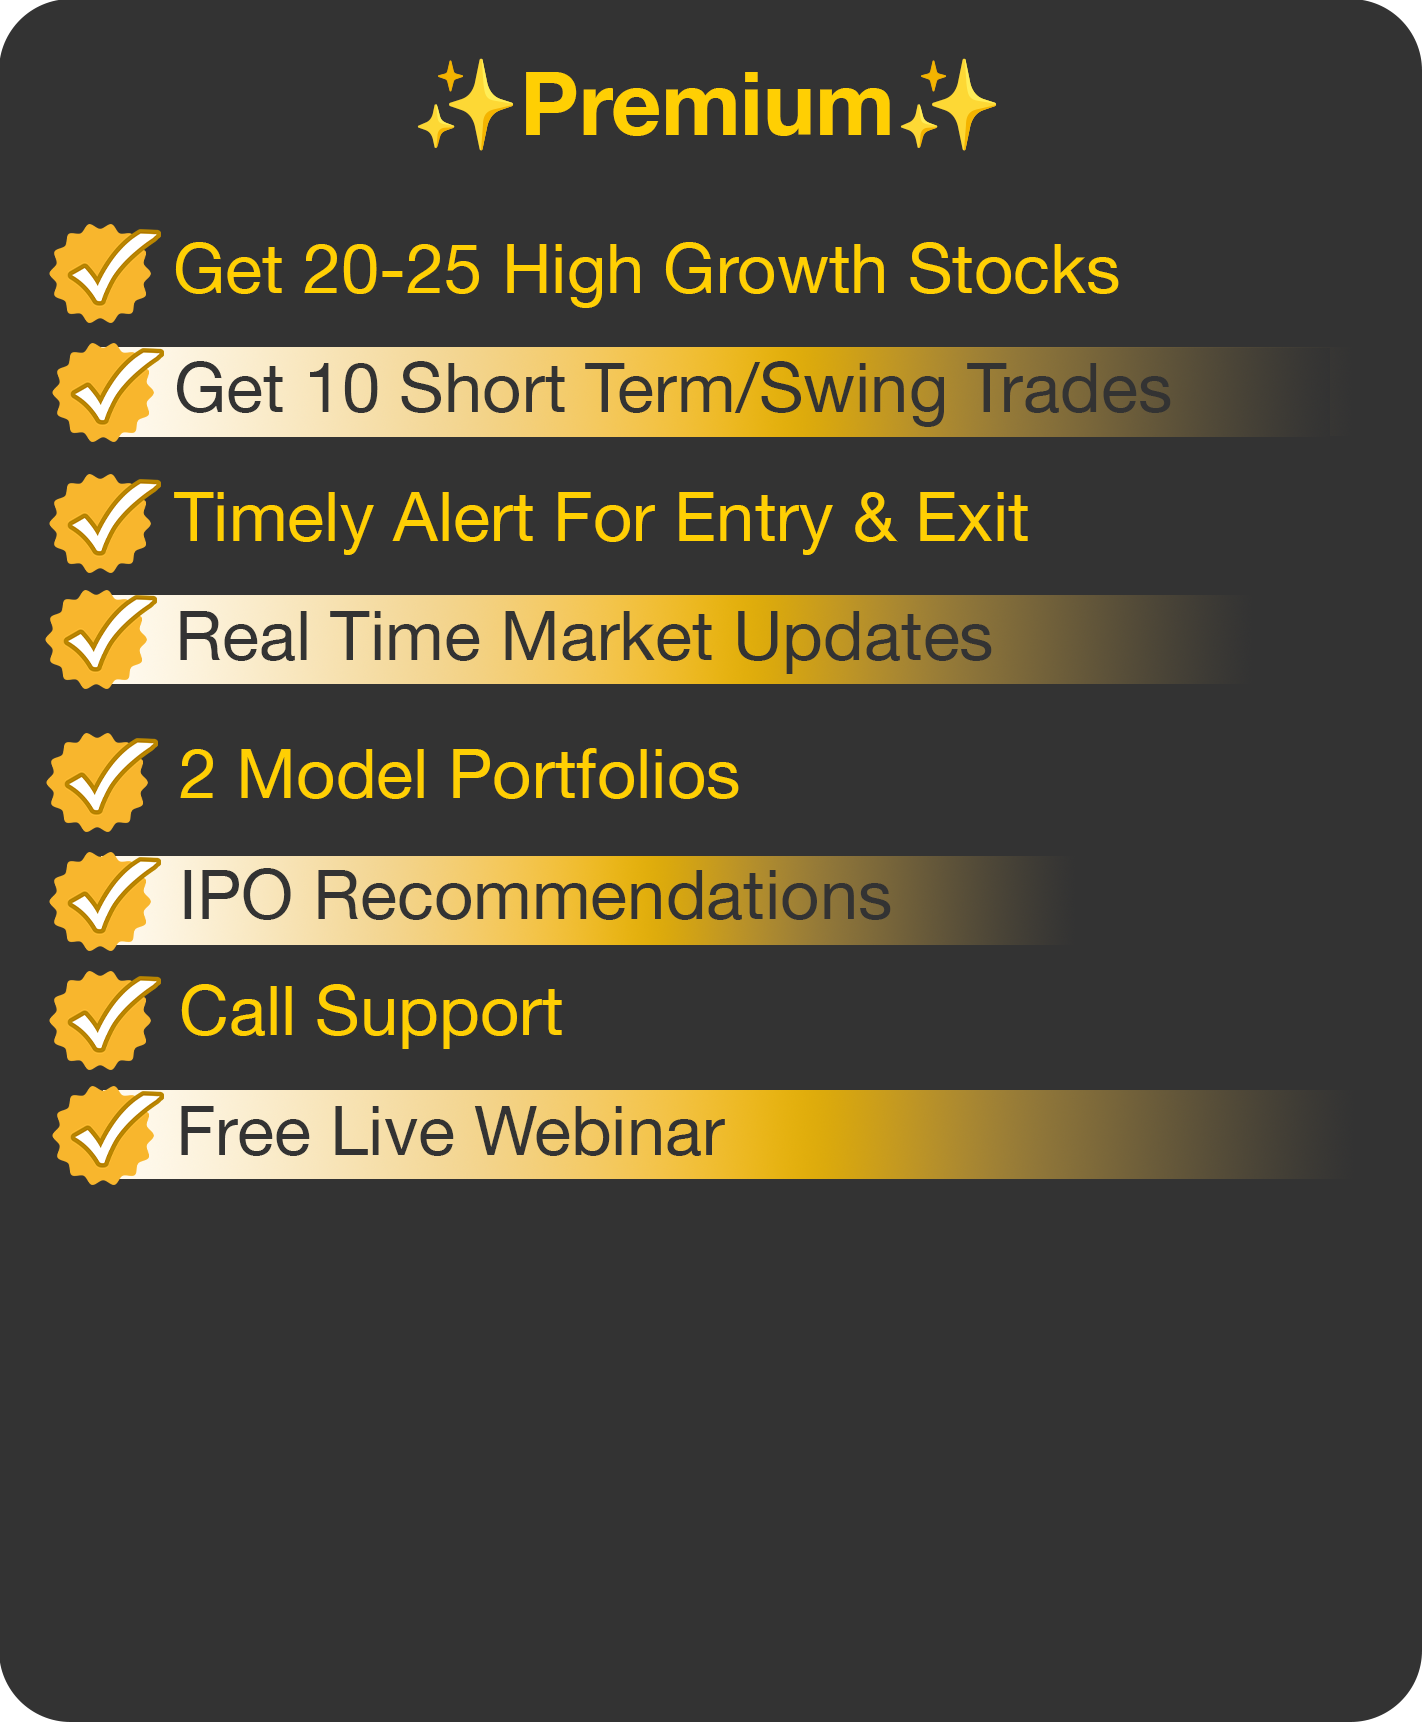 ✨Premium✨
Get 20-25 High Growth Stocks
Get 10 Short Term/Swing Trades
Timely Alert For Entry & Exit
Real Time Market Updates
2 Model Portfolios
IPO Recommendations
Call Support
Free Live Webinar